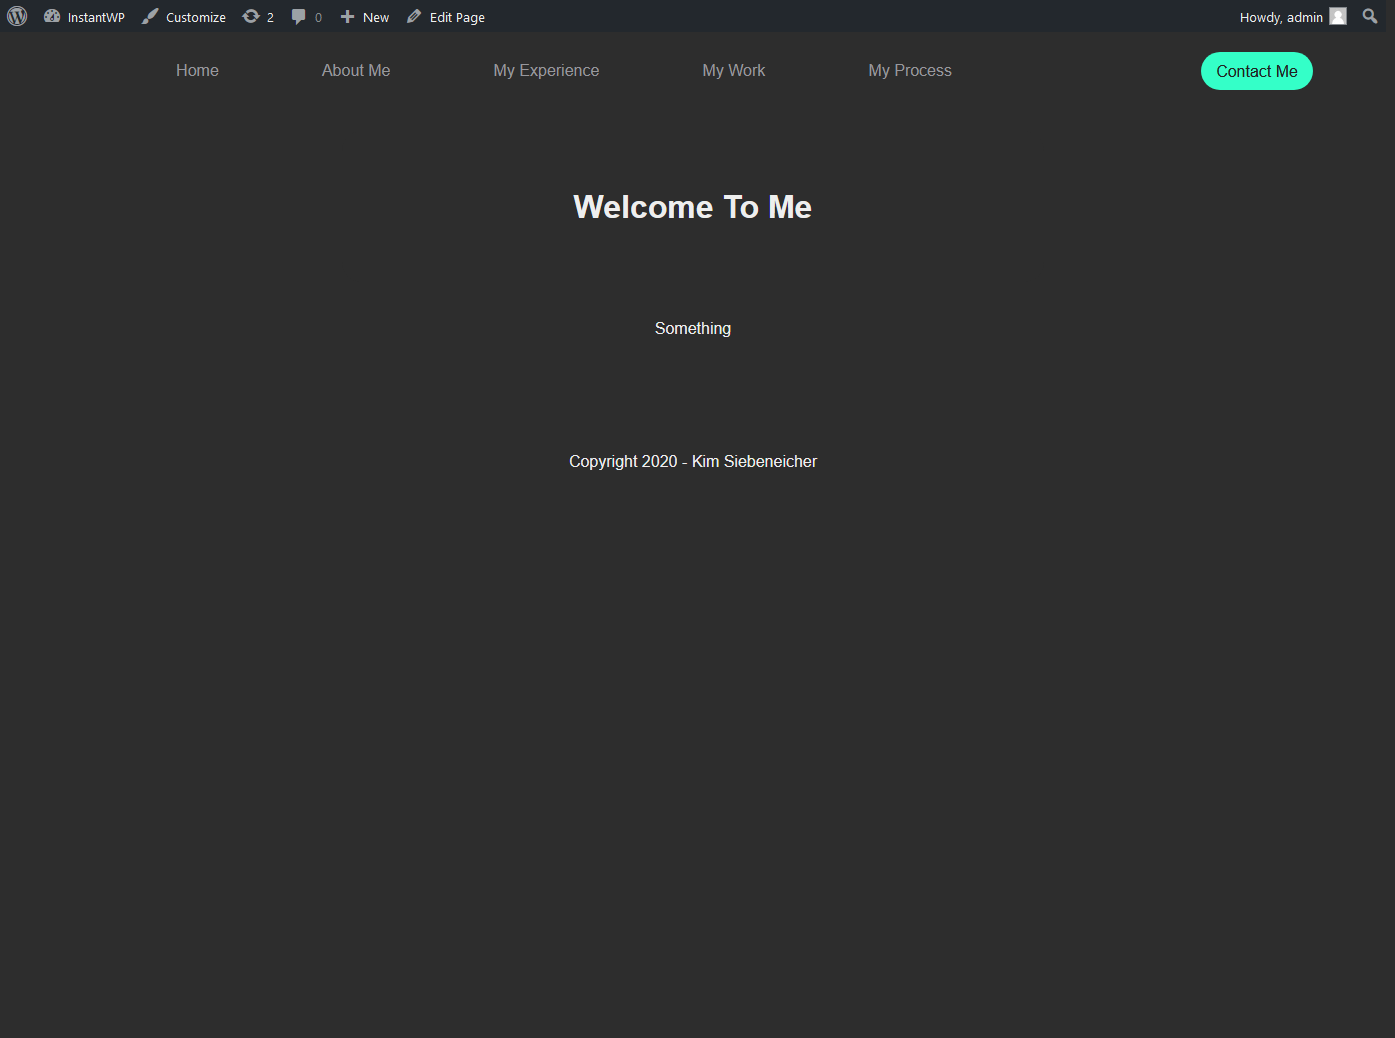 InstantWP Customize 2 0 New Edit Page Howdy, admin
Home About Me My Experience My Work My Process Contact Me
Welcome To Me
Something
Copyright 2020 - Kim Siebeneicher